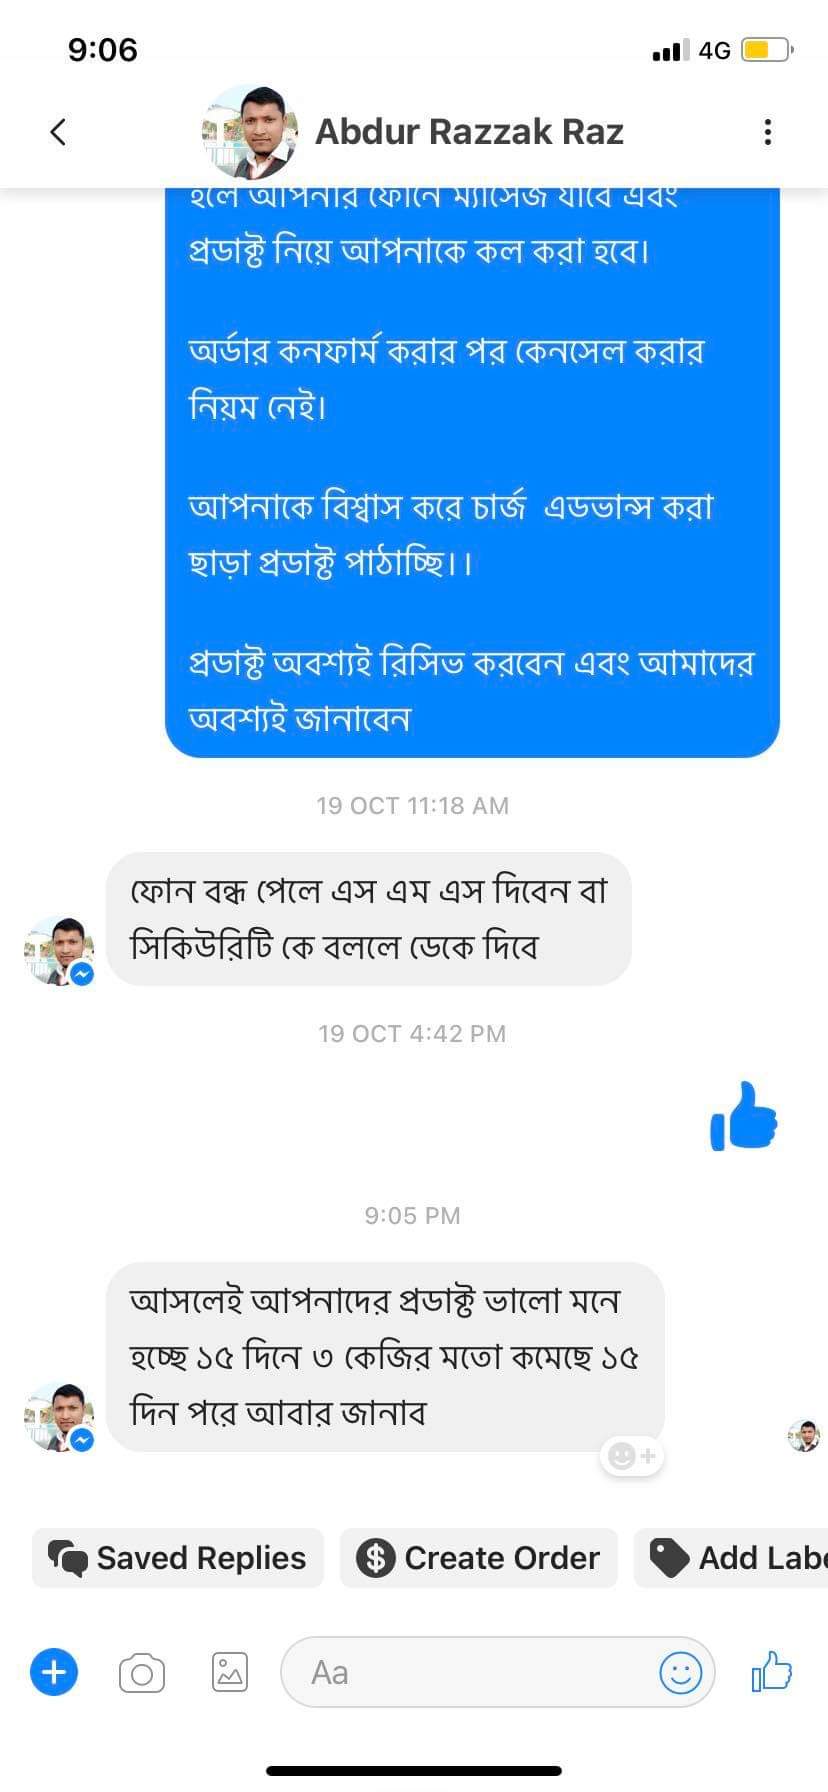 9:06
4G
Abdur Razzak Raz
হলে আপনার ফোনে ম্যাসেজ যাবে এবং
প্রডাক্ট নিয়ে আপনাকে কল করা হবে।
অর্ডার কনফার্ম করার পর কেনসেল করার
নিয়ম নেই।
আপনাকে বিশ্বাস করে চার্জ  এডভান্স করা
ছাড়া প্রডাক্ট পাঠাচ্ছি।।
প্রডাক্ট অবশ্যই রিসিভ করবেন এবং আমাদের
অবশ্যই জানাবেন
19 OCT 11:18 AM
ফোন বন্ধ পেলে এস এম এস দিবেন বা
সিকিউরিটি কে বললে ডেকে দিবে
19 OCT 4:42 PM
9:05 PM
আসলেই আপনাদের প্রডাক্ট ভালো মনে
হচ্ছে ১৫ দিনে ৩ কেজির মতো কমেছে ১৫
দিন পরে আবার জানাব
Saved Replies
Create Order
Add Labe
Aa